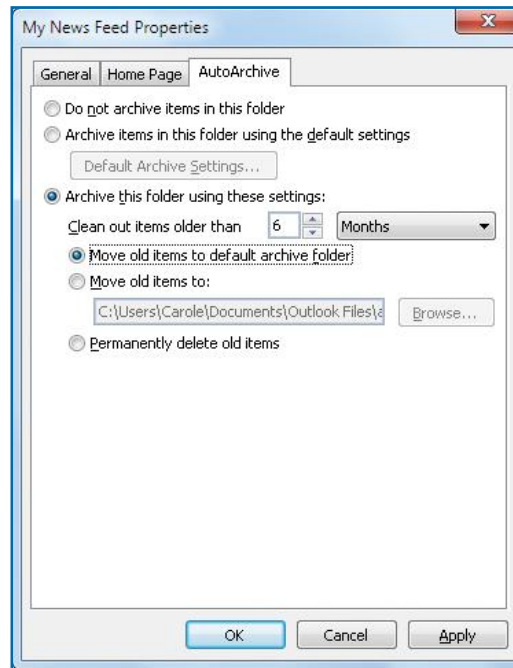 My News Feed Properties
General Home Page AutoArchive
Do not archive items in this folder
Archive items in this folder using the default settings
Default Archive Settings...
Archive this folder using these settings:
Clean out items older than 6 Months
Move old items to default archive folder
Move old items to:
C:\Users\Carole\Documents\Outlook Files\a Browse...
Permanently delete old items
OK Cancel Apply